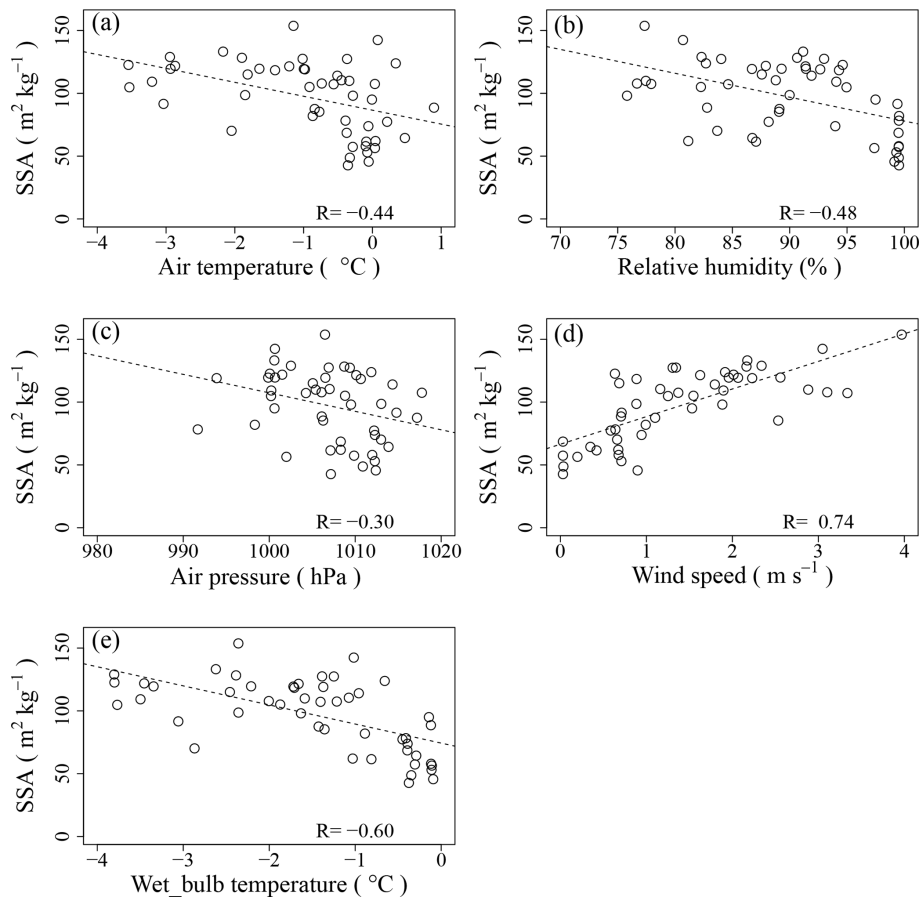 (a)
150
100
50
0
SSA ( m² kg⁻¹ )
R= −0.44
−4 −3 −2 −1 0 1
Air temperature ( °C )
(b)
150
100
50
0
SSA ( m² kg⁻¹ )
R= −0.48
70 75 80 85 90 95 100
Relative humidity (% )
(c)
150
100
50
0
SSA ( m² kg⁻¹ )
R= −0.30
980 990 1000 1010 1020
Air pressure ( hPa )
(d)
150
100
50
0
SSA ( m² kg⁻¹ )
R= 0.74
0 1 2 3 4
Wind speed ( m s⁻¹ )
(e)
150
100
50
0
SSA ( m² kg⁻¹ )
R= −0.60
−4 −3 −2 −1 0
Wet_bulb temperature ( °C )